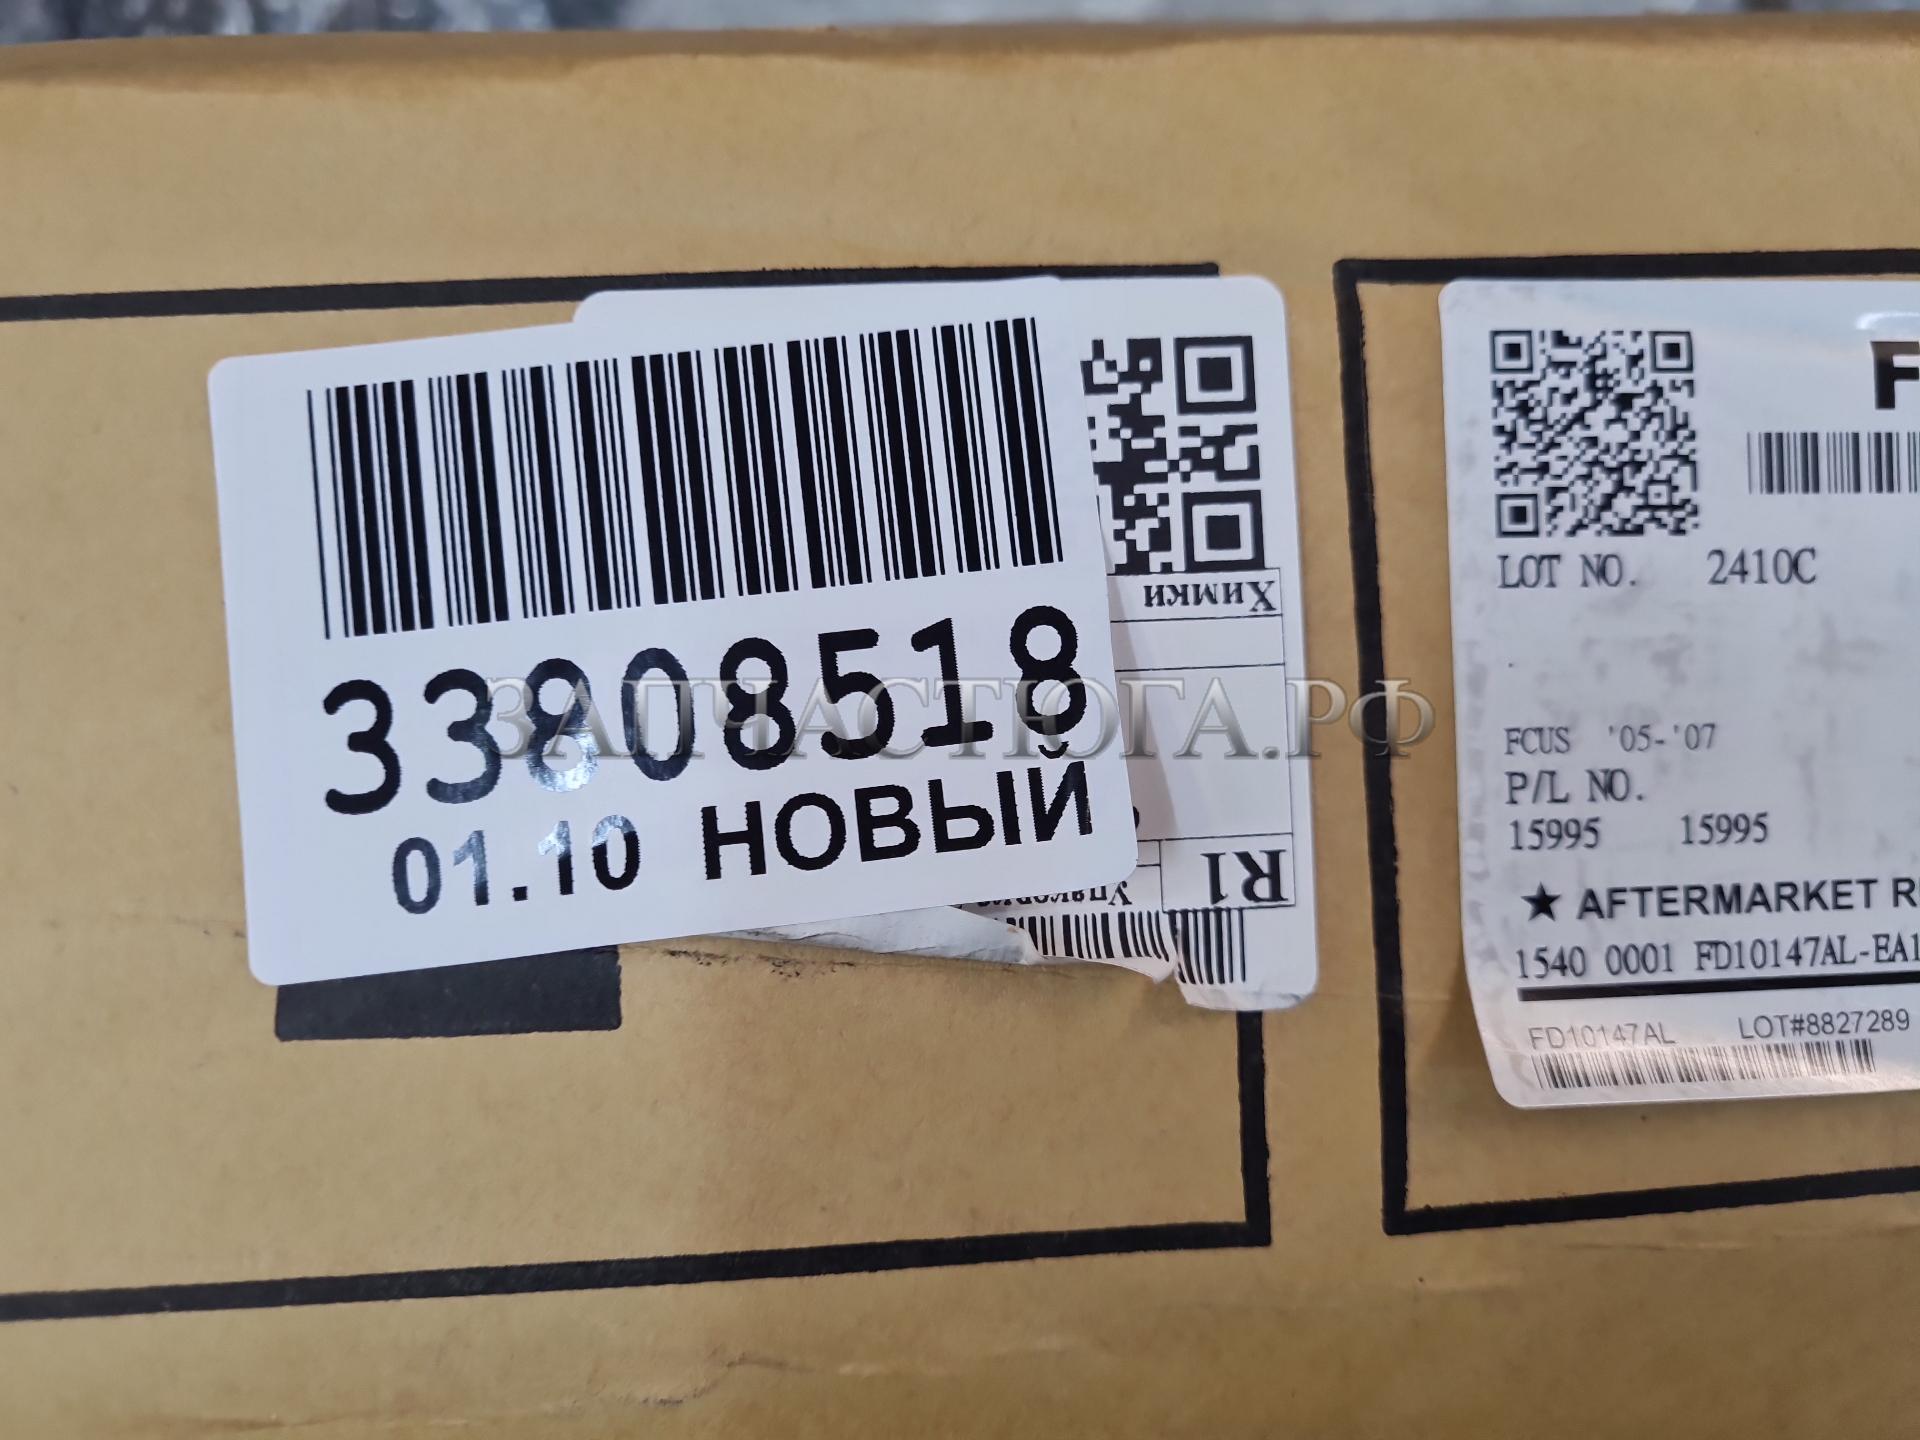 33808518
01.10 НОВЫЙ
Химки
R1
ЗАПЧАСТЮГА.РФ
F
LOT NO. 2410C
FCUS '05-'07
P/L NO.
15995 15995
★ AFTERMARKET R
1540 0001 FD10147AL-EA1
FD10147AL LOT#8827289